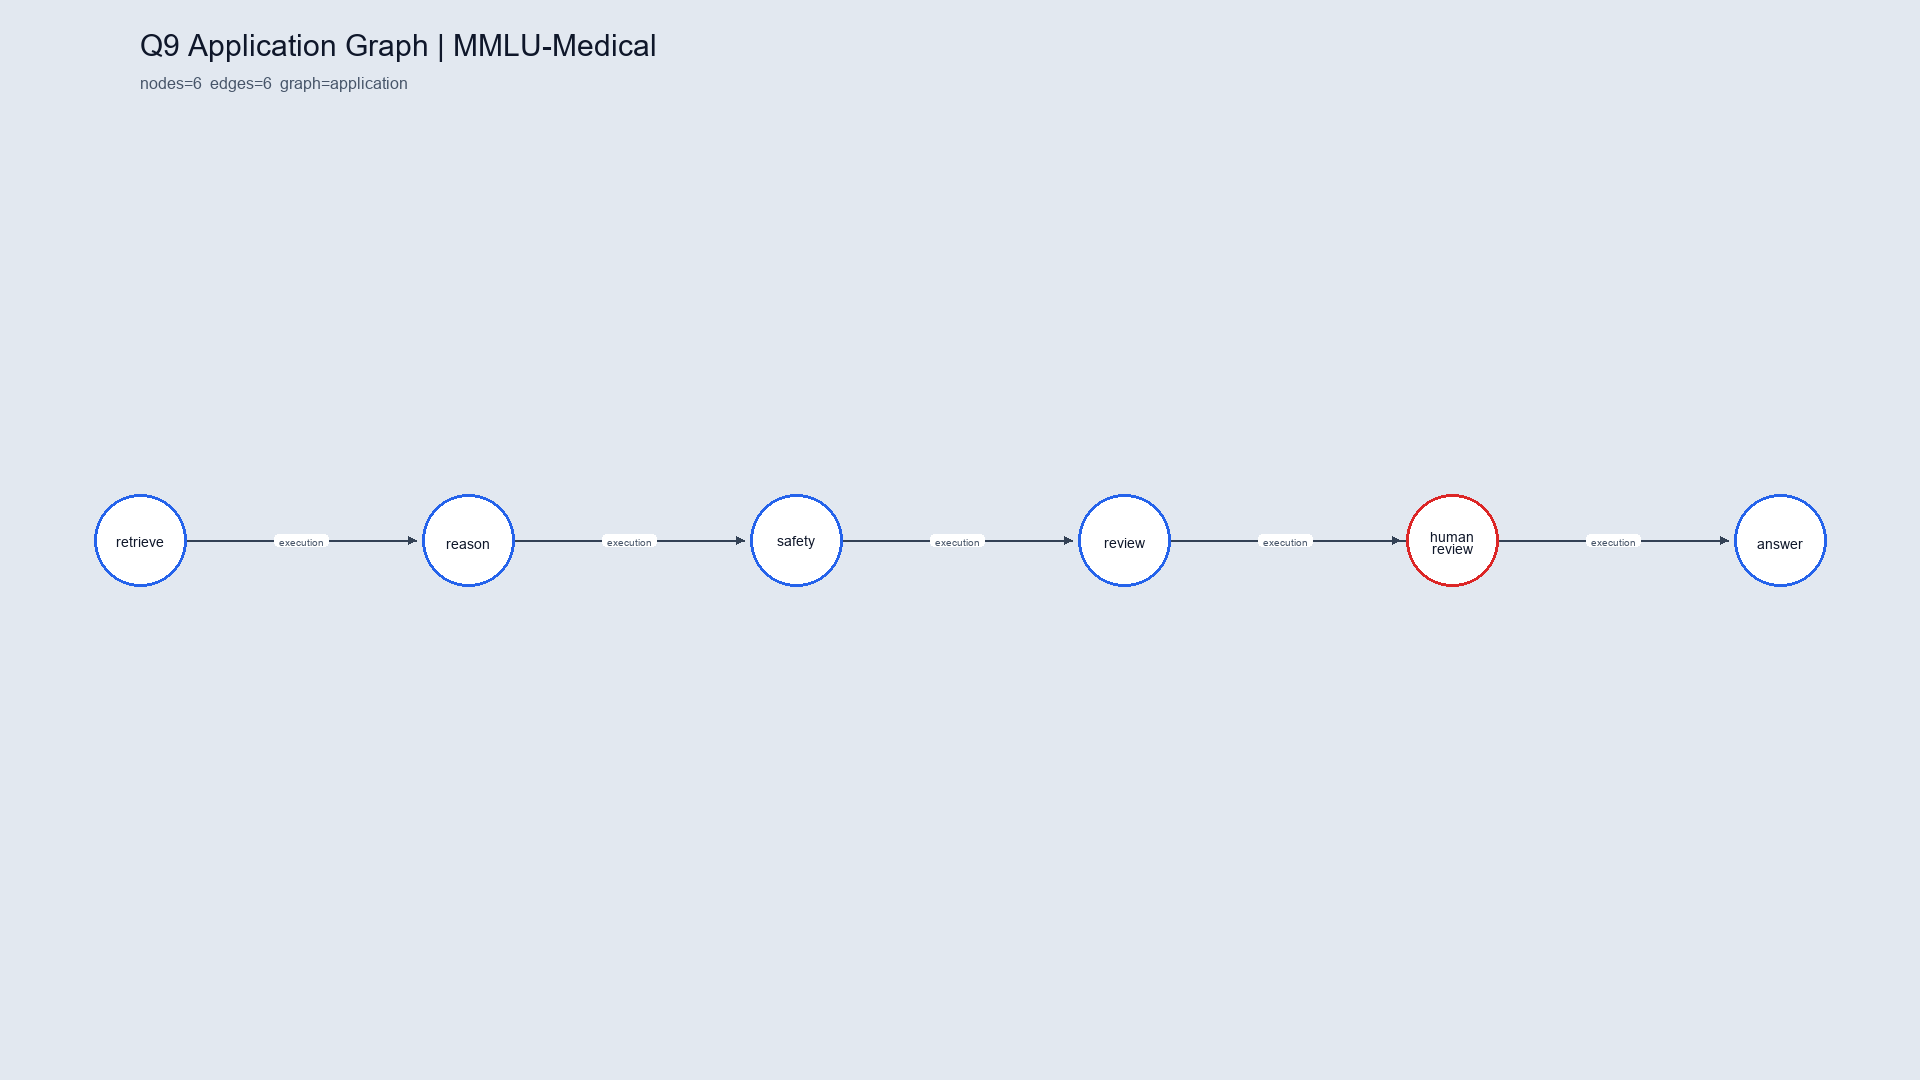 Q9 Application Graph | MMLU-Medical
nodes=6 edges=6 graph=application
retrieve
execution
reason
execution
safety
execution
review
execution
human
review
execution
answer